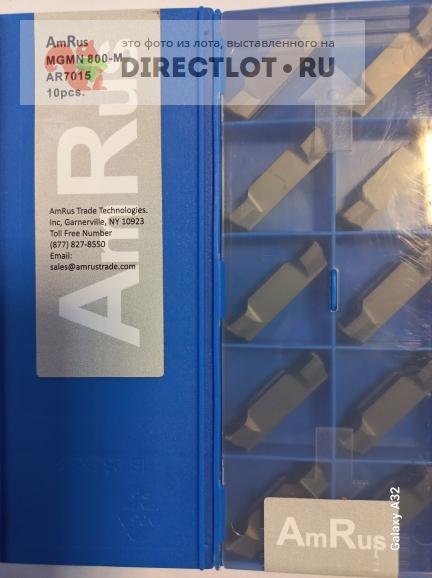 это фото из лота, выставленного на
DIRECTLOT.RU
AmRus
MGMN 800-M
AR7015
10pcs.
AmRus Trade Technologies.
Inc, Garnerville, NY 10923
Toll Free Number
(877) 827-8550
Email:
sales@amrustrade.com
AmRus
AmRus
Galaxy A32